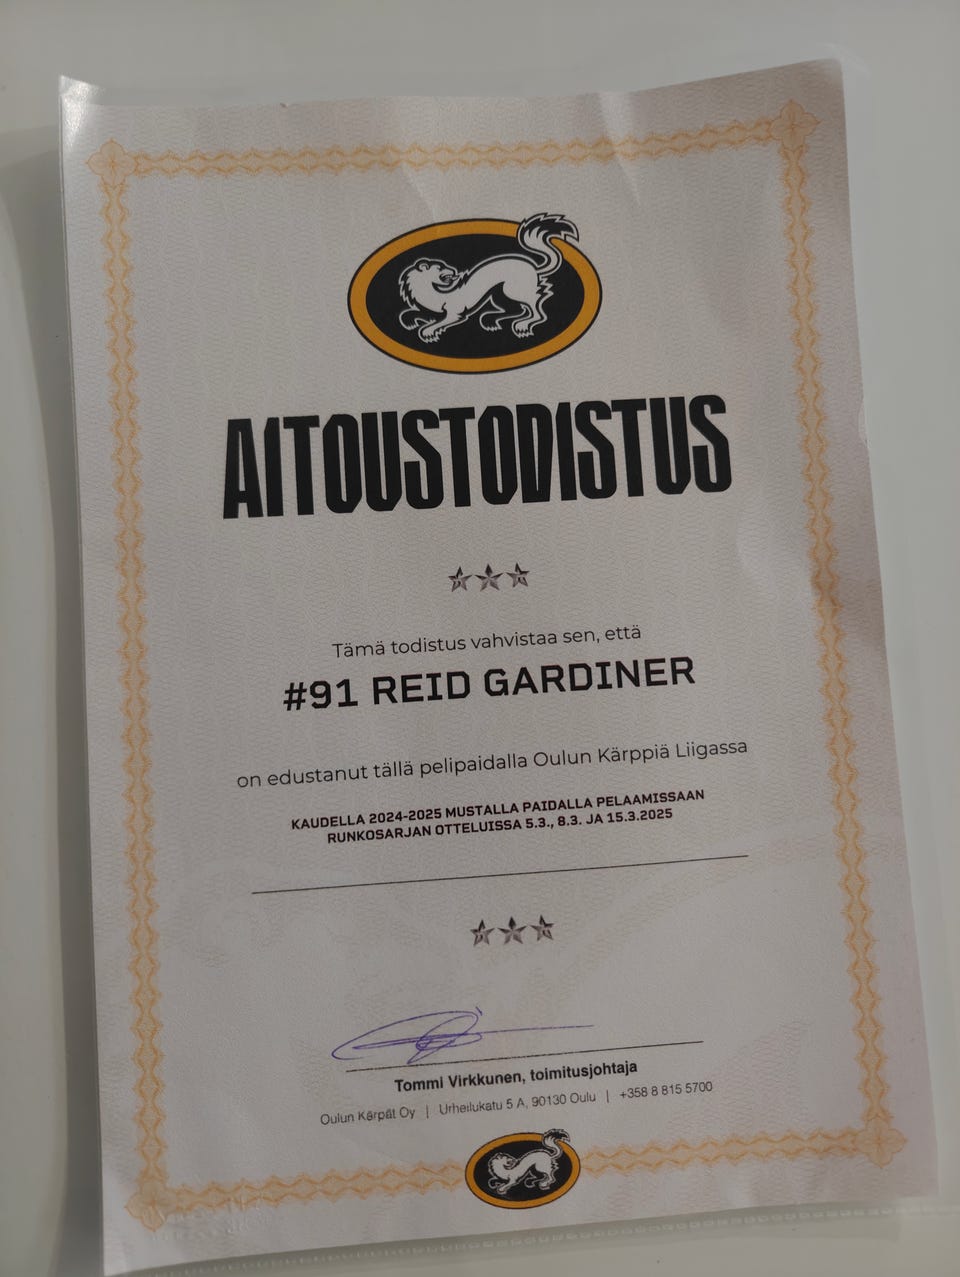 AITOUSTODISTUS
Tämä todistus vahvistaa sen, että
#91 REID GARDINER
on edustanut tällä pelipaidalla Oulun Kärppiä Liigassa
KAUDELLA 2024-2025 MUSTALLA PAIDALLA PELAAMISSAAN
RUNKOSARJAN OTTELUISSA 5.3., 8.3. JA 15.3.2025
Tommi Virkkunen, toimitusjohtaja
Oulun Kärpät Oy | Urheilukatu 5 A, 90130 Oulu | +358 8 815 5700